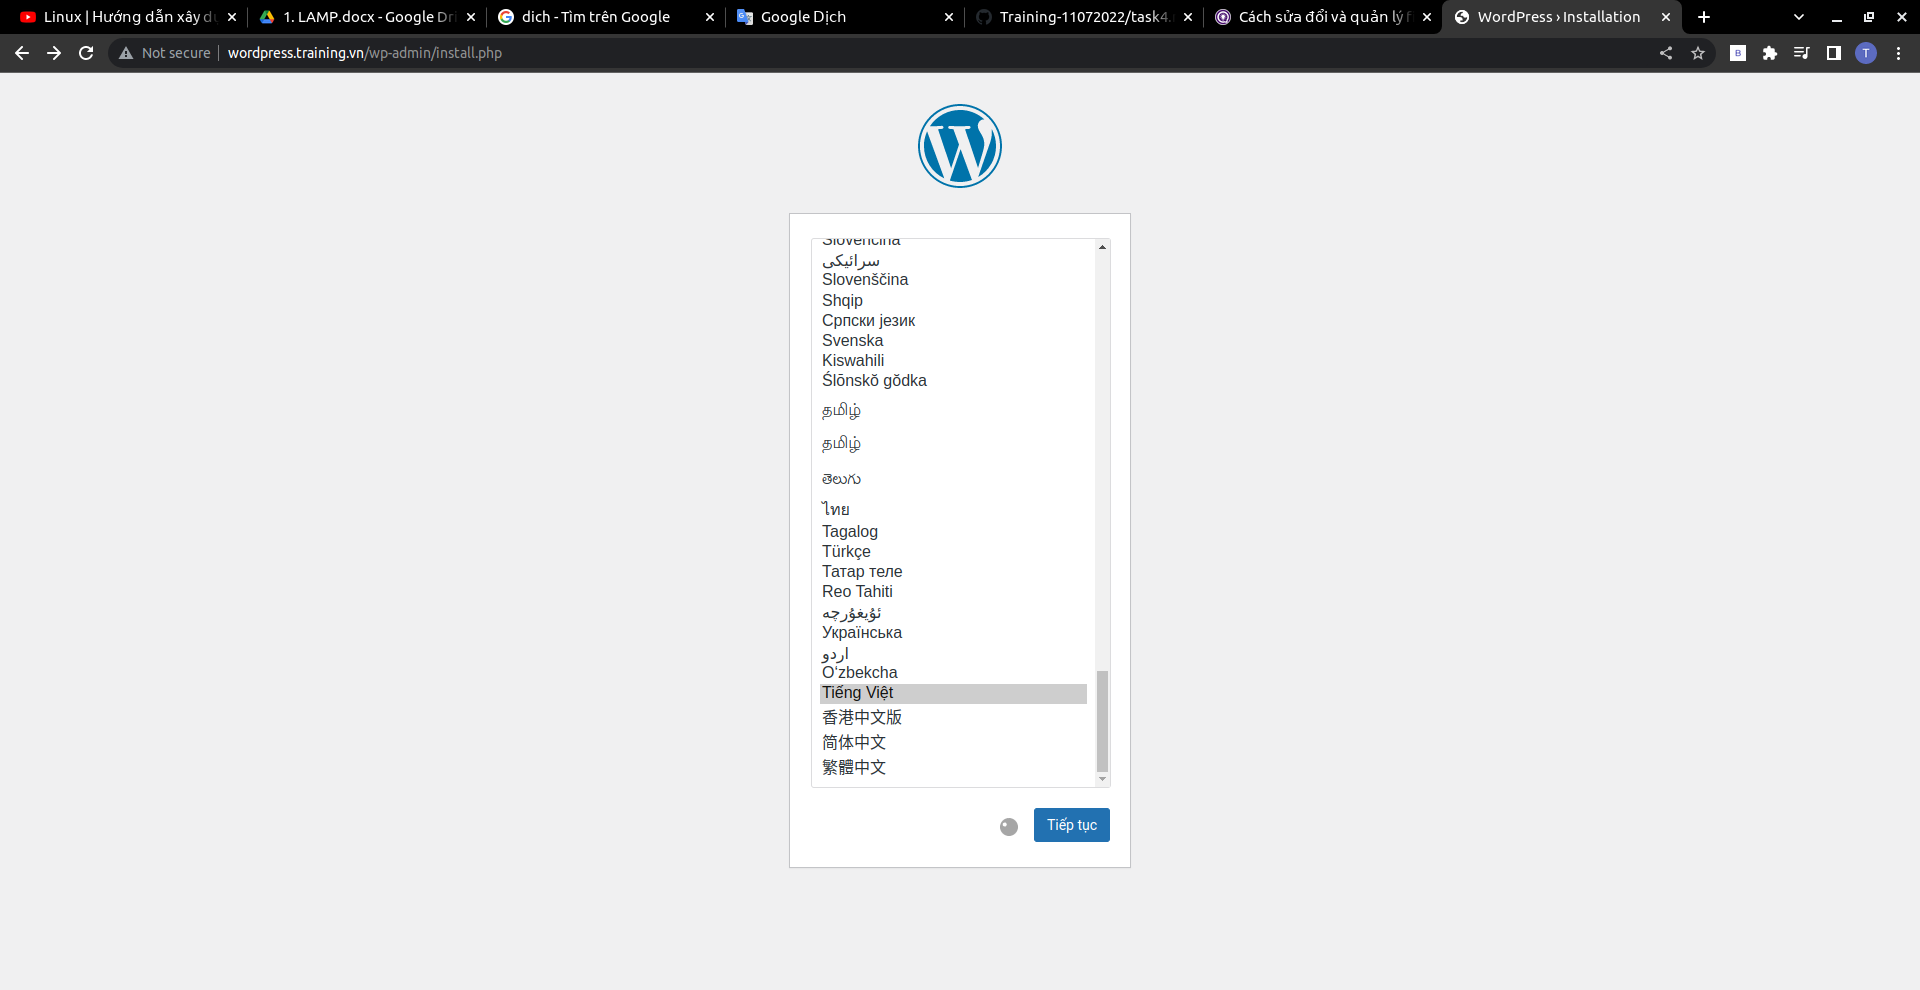 Linux | Hướng dẫn xây dự
1. LAMP.docx - Google Dri
dich - Tìm trên Google
Google Dịch
Training-11072022/task4.
Cách sửa đổi và quản lý f
WordPress › Installation
Not secure
wordpress.training.vn/wp-admin/install.php
B
T
Slovenčina
سرائیکی
Slovenščina
Shqip
Српски језик
Svenska
Kiswahili
Ślōnskŏ gŏdka
தமிழ்
தமிழ்
తెలుగు
ไทย
Tagalog
Türkçe
Татар теле
Reo Tahiti
ئۇيغۇرچە
Українська
اردو
O‘zbekcha
Tiếng Việt
香港中文版
简体中文
繁體中文
Tiếp tục